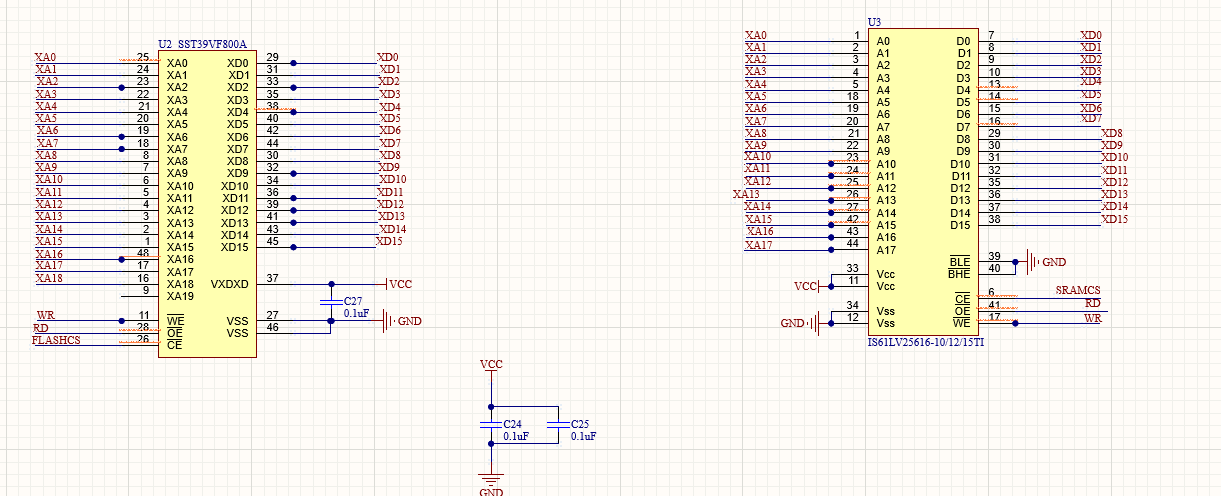 U2 SST39VF800A
XA0 25 XA0 XD0 29 XD0
XA1 24 XA1 XD1 31 XD1
XA2 23 XA2 XD2 33 XD2
XA3 22 XA3 XD3 35 XD3
XA4 21 XA4 XD4 38 XD4
XA5 20 XA5 XD5 40 XD5
XA6 19 XA6 XD6 42 XD6
XA7 18 XA7 XD7 44 XD7
XA8 8 XA8 XD8 30 XD8
XA9 7 XA9 XD9 32 XD9
XA10 6 XA10 XD10 34 XD10
XA11 5 XA11 XD11 36 XD11
XA12 4 XA12 XD12 39 XD12
XA13 3 XA13 XD13 41 XD13
XA14 2 XA14 XD14 43 XD14
XA15 1 XA15 XD15 45 XD15
XA16 48 XA16
XA17 17 XA17
XA18 16 XA18 VXDXD 37 VCC
9 XA19
C27
0.1uF
WR 11 WE VSS 27 GND
RD 28 OE VSS 46
FLASHCS 26 CE
VCC
C24 C25
0.1uF 0.1uF
GND
U3
XA0 1 A0 D0 7 XD0
XA1 2 A1 D1 8 XD1
XA2 3 A2 D2 9 XD2
XA3 4 A3 D3 10 XD3
XA4 5 A4 D4 13 XD4
XA5 18 A5 D5 14 XD5
XA6 19 A6 D6 15 XD6
XA7 20 A7 D7 16 XD7
XA8 21 A8 D8 29 XD8
XA9 22 A9 D9 30 XD9
XA10 23 A10 D10 31 XD10
XA11 24 A11 D11 32 XD11
XA12 25 A12 D12 35 XD12
XA13 26 A13 D13 36 XD13
XA14 27 A14 D14 37 XD14
XA15 42 A15 D15 38 XD15
XA16 43 A16
XA17 44 A17
BLE 39 GND
BHE 40
33 Vcc
VCC 11 Vcc
CE 6 SRAMCS
34 Vss OE 41 RD
GND 12 Vss WE 17 WR
IS61LV25616-10/12/15TI